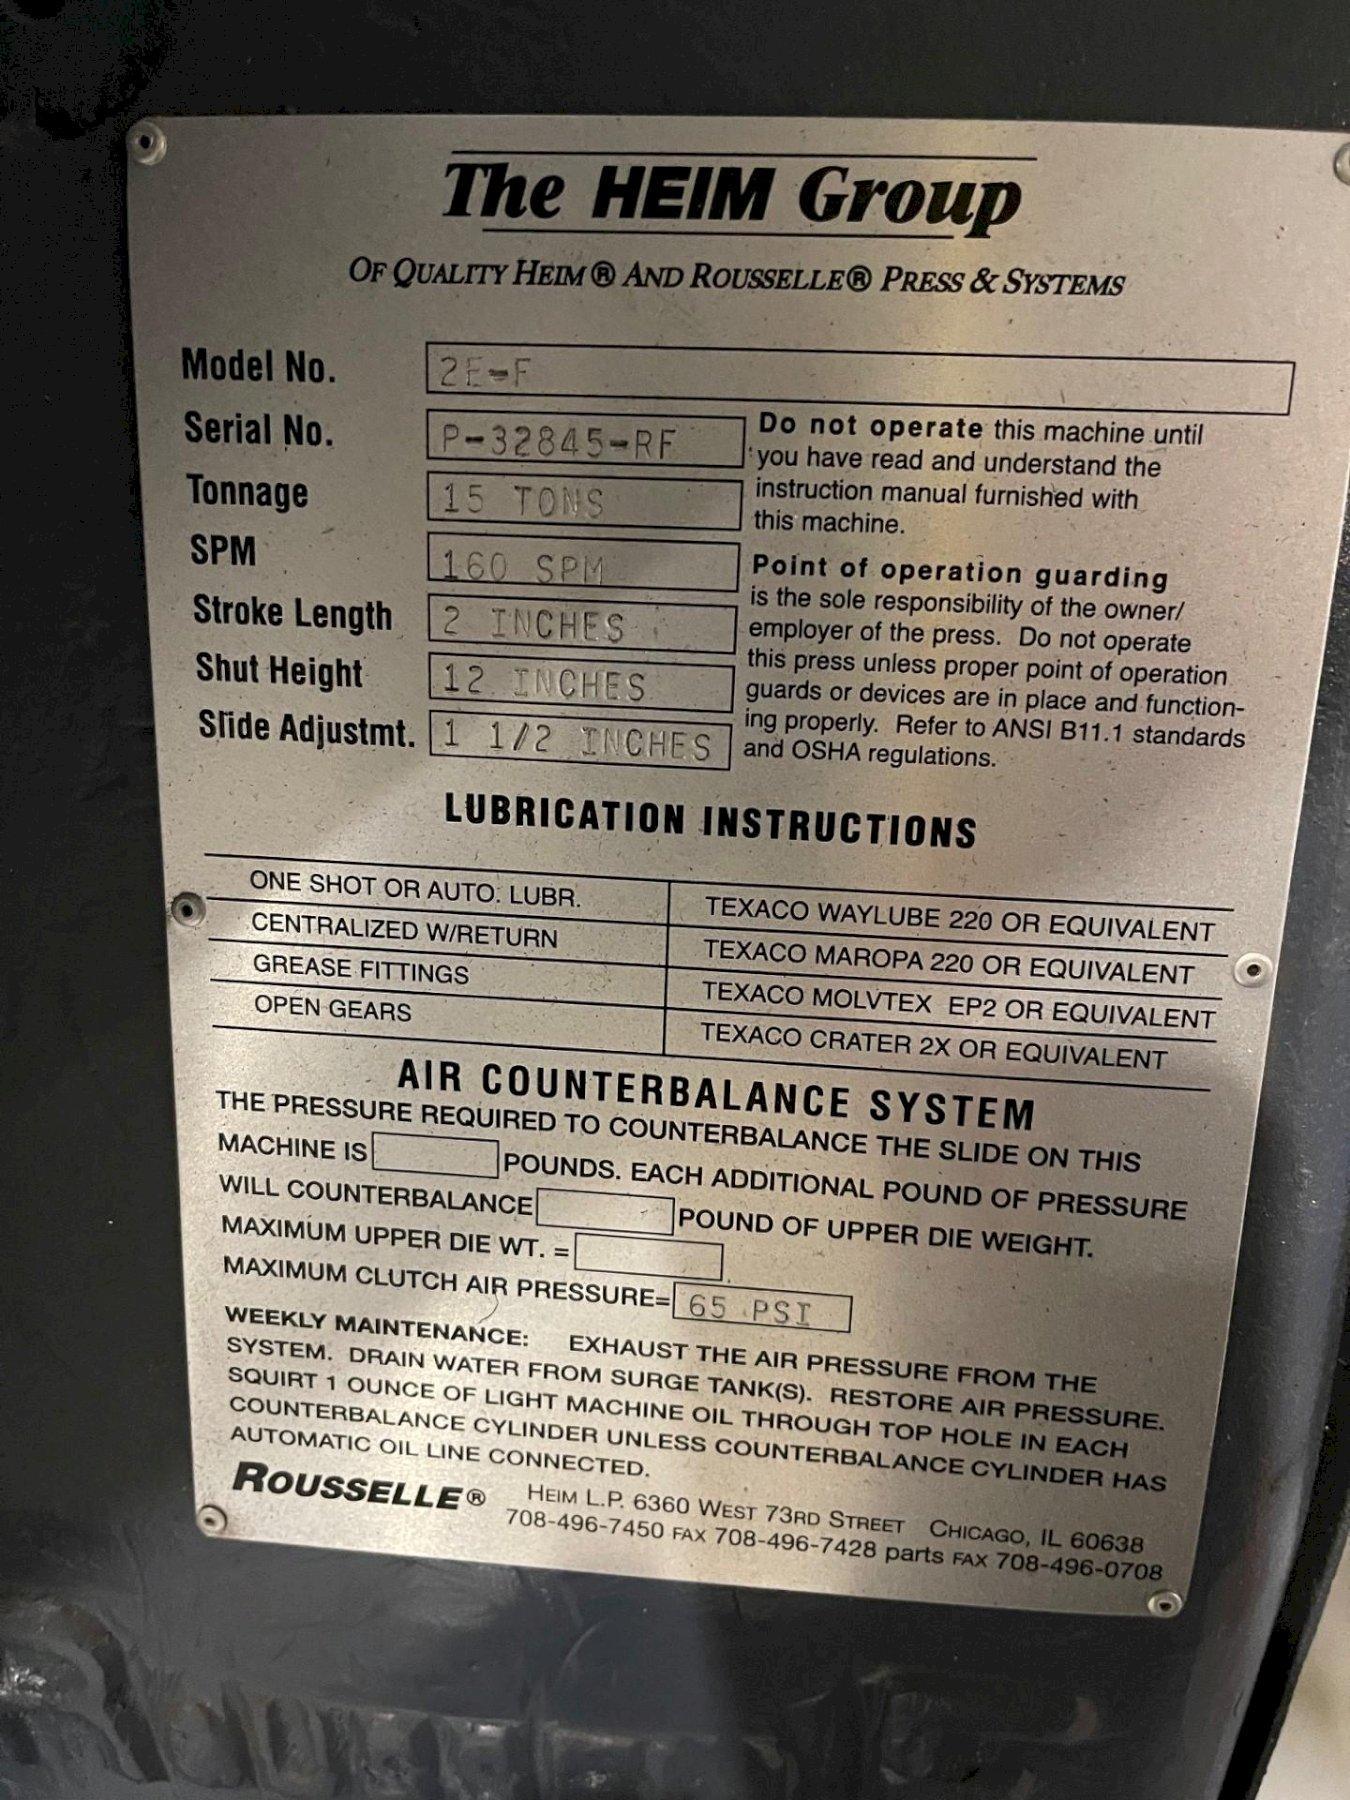 The HEIM Group
OF QUALITY HEIM® AND ROUSSELLE® PRESS & SYSTEMS
Model No. 2E-F
Serial No. P-32845-RF
Tonnage 15 TONS
SPM 160 SPM
Stroke Length 2 INCHES
Shut Height 12 INCHES
Slide Adjustmt. 1 1/2 INCHES
Do not operate this machine until
you have read and understand the
instruction manual furnished with
this machine.
Point of operation guarding
is the sole responsibility of the owner/
employer of the press. Do not operate
this press unless proper point of operation
guards or devices are in place and function-
ing properly. Refer to ANSI B11.1 standards
and OSHA regulations.
LUBRICATION INSTRUCTIONS
ONE SHOT OR AUTO. LUBR. TEXACO WAYLUBE 220 OR EQUIVALENT
CENTRALIZED W/RETURN TEXACO MAROPA 220 OR EQUIVALENT
GREASE FITTINGS TEXACO MOLVTEX EP2 OR EQUIVALENT
OPEN GEARS TEXACO CRATER 2X OR EQUIVALENT
AIR COUNTERBALANCE SYSTEM
THE PRESSURE REQUIRED TO COUNTERBALANCE THE SLIDE ON THIS
MACHINE IS POUNDS. EACH ADDITIONAL POUND OF PRESSURE
WILL COUNTERBALANCE POUND OF UPPER DIE WEIGHT.
MAXIMUM UPPER DIE WT. =
MAXIMUM CLUTCH AIR PRESSURE= 65 PSI
WEEKLY MAINTENANCE: EXHAUST THE AIR PRESSURE FROM THE
SYSTEM. DRAIN WATER FROM SURGE TANK(S). RESTORE AIR PRESSURE.
SQUIRT 1 OUNCE OF LIGHT MACHINE OIL THROUGH TOP HOLE IN EACH
COUNTERBALANCE CYLINDER UNLESS COUNTERBALANCE CYLINDER HAS
AUTOMATIC OIL LINE CONNECTED.
ROUSSELLE® HEIM L.P. 6360 WEST 73RD STREET CHICAGO, IL 60638
708-496-7450 FAX 708-496-7428 parts FAX 708-496-0708